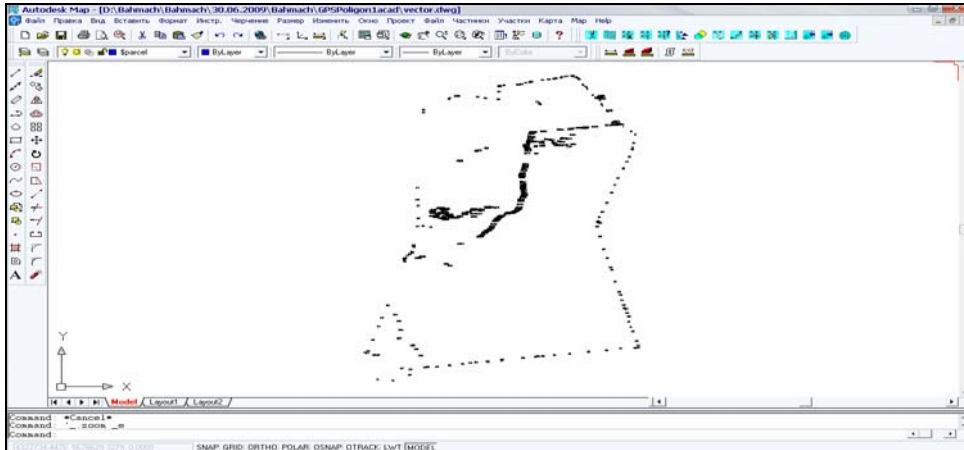 Autodesk Map - [D:\Bahmach\Bahmach\30.06.2009\Bahmach\GPSPoligon1acad\vector.dwg]
Файл Правка Вид Вставить Формат Инстр. Черчение Размер Изменить Окно Проект Файл Частники Участки Карта Map Help
$parcel ByLayer ByLayer ByLayer ByColor
Y
X
Model Layout1 Layout2
Command: *Cancel*
Command: '_.zoom _e
Command:
SNAP GRID ORTHO POLAR OSNAP OTRACK LWT MODEL